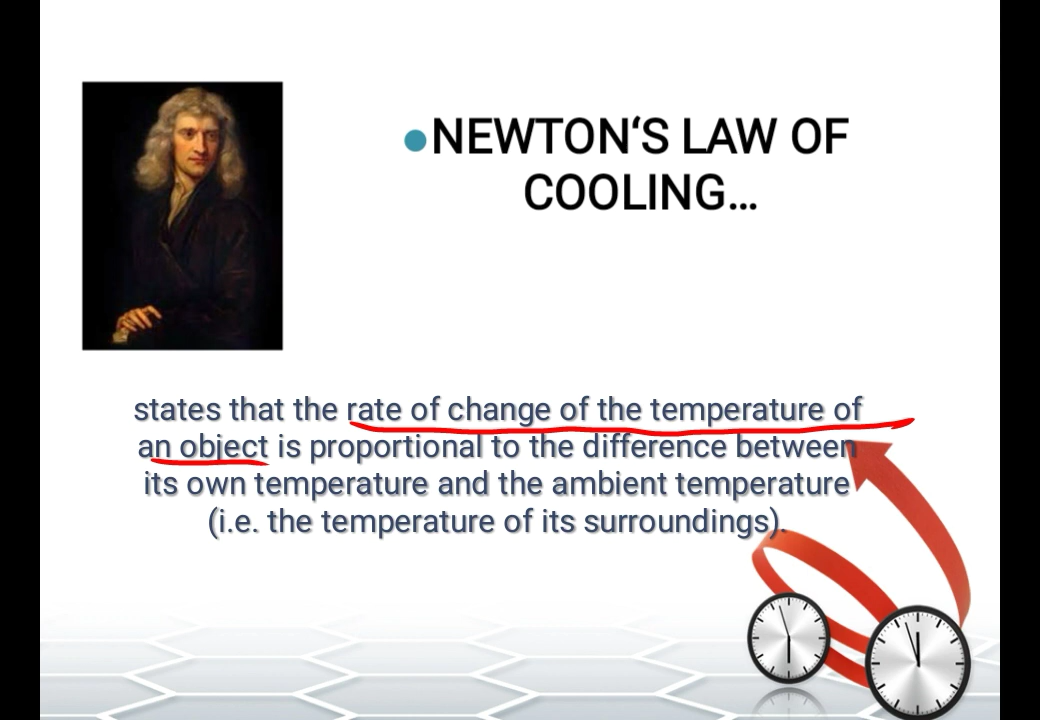 ●NEWTON‘S LAW OF
COOLING…
states that the rate of change of the temperature of
an object is proportional to the difference between
its own temperature and the ambient temperature
(i.e. the temperature of its surroundings).